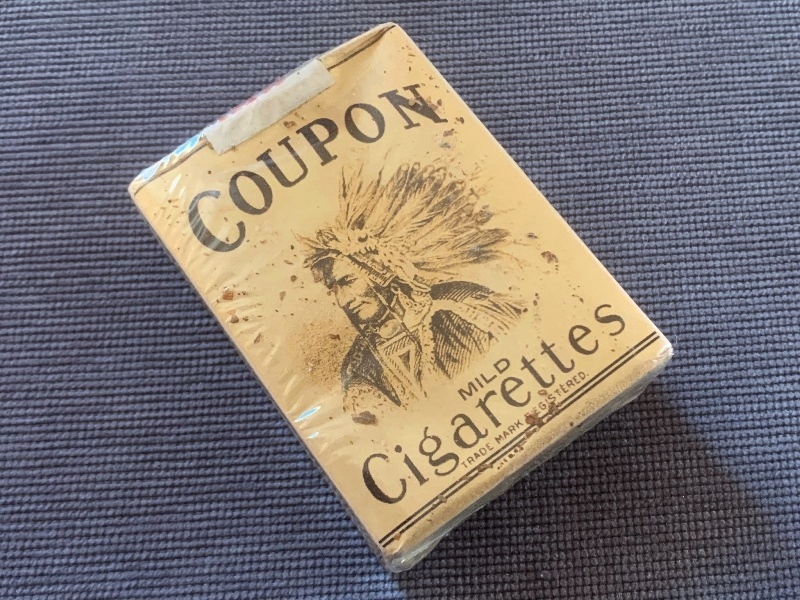 COUPON
MILD
Cigarettes
TRADE MARK REGISTERED.